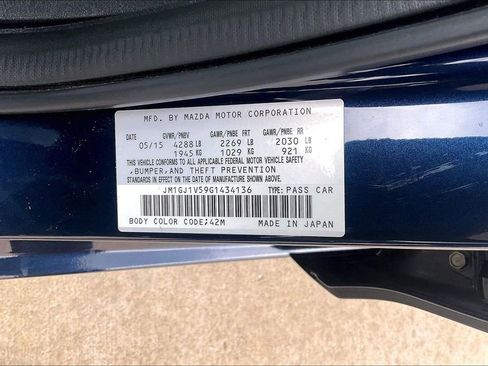 MFD. BY MAZDA MOTOR CORPORATION
DATE GVWR/PNBV GAWR/PNBE FRT GAWR/PNBE RR
05/15 4288 LB 2269 LB 2030 LB
1945 KG 1029 KG 921 KG
THIS VEHICLE CONFORMS TO ALL APPLICABLE FEDERAL MOTOR VEHICLE SAFETY
,BUMPER,AND THEFT PREVENTION
STANDARDS IN EFFECT ON THE DATE OF MANUFACTURE SHOWN ABOVE.
JM1GJ1V59G1434136 TYPE: PASS CAR
BODY COLOR CODE;42M MADE IN JAPAN